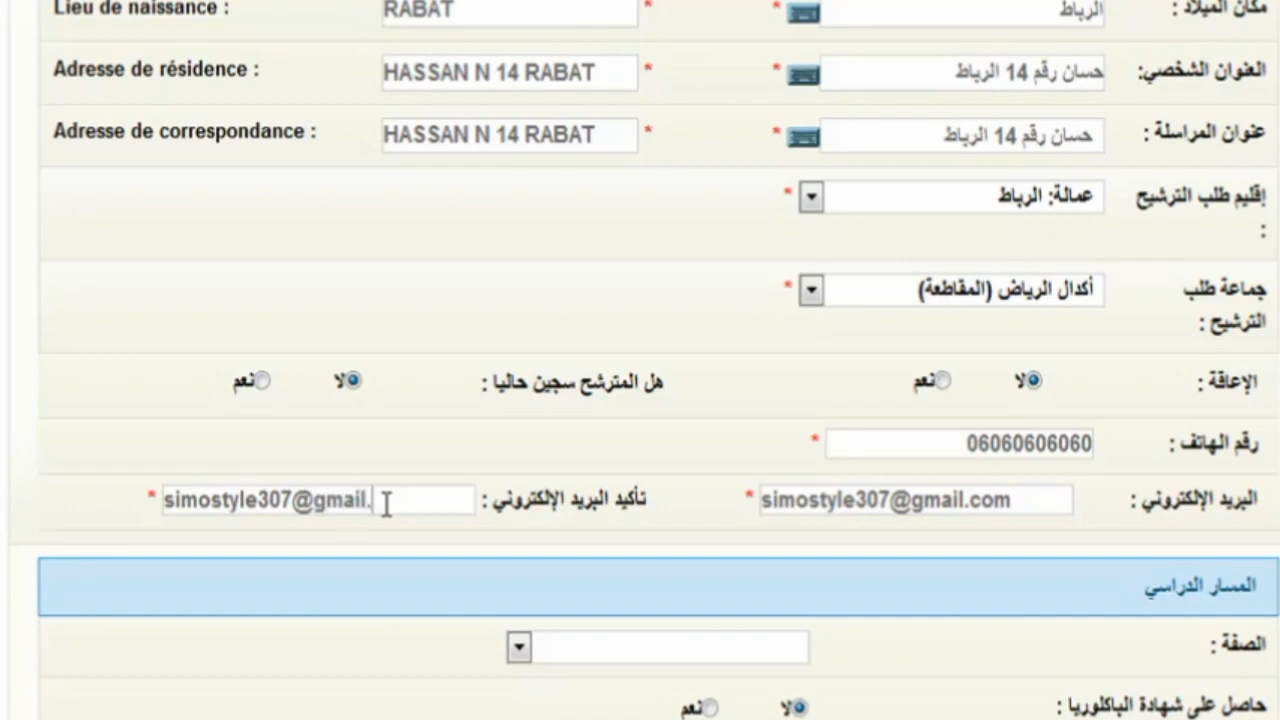 Lieu de naissance : RABAT * * الرباط مكان الميلاد :
Adresse de résidence : HASSAN N 14 RABAT * * حسان رقم 14 الرباط العنوان الشخصي:
Adresse de correspondance : HASSAN N 14 RABAT * * حسان رقم 14 الرباط عنوان المراسلة :
إقليم طلب الترشيح : عمالة: الرباط *
جماعة طلب الترشيح : أكدال الرياض (المقاطعة) *
الإعاقة : لا نعم هل المترشح سجين حاليا : لا نعم
رقم الهاتف : 06060606060 *
البريد الإلكتروني : simostyle307@gmail.com * تأكيد البريد الإلكتروني : simostyle307@gmail. *
المسار الدراسي
الصفة :
حاصل على شهادة الباكلوريا : لا نعم